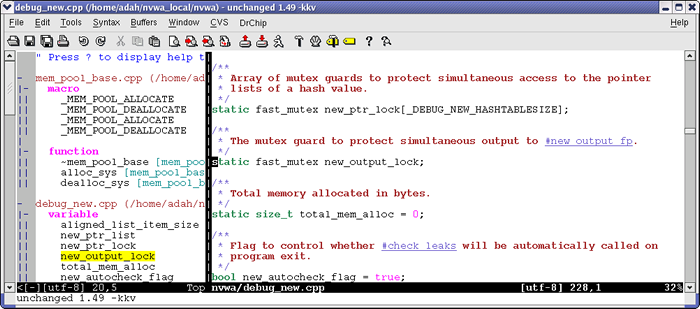 debug_new.cpp (/home/adah/nvwa_local/nvwa) - unchanged 1.49 -kkv
File Edit Tools Syntax Buffers Window CVS DrChip Help
" Press ? to display help t
mem_pool_base.cpp (/home/ad
macro
_MEM_POOL_ALLOCATE
_MEM_POOL_DEALLOCATE
_MEM_POOL_ALLOCATE
_MEM_POOL_DEALLOCATE
function
~mem_pool_base [mem_poo
alloc_sys [mem_pool_bas
dealloc_sys [mem_pool_b
debug_new.cpp (/home/adah/n
variable
aligned_list_item_size
new_ptr_list
new_ptr_lock
new_output_lock
total_mem_alloc
new_autocheck_flag
<[-][utf-8] 20,5 Top
/**
* Array of mutex guards to protect simultaneous access to the pointer
* lists of a hash value.
*/
static fast_mutex new_ptr_lock[_DEBUG_NEW_HASHTABLESIZE];
/**
* The mutex guard to protect simultaneous output to #new_output_fp.
*/
static fast_mutex new_output_lock;
/**
* Total memory allocated in bytes.
*/
static size_t total_mem_alloc = 0;
/**
* Flag to control whether #check_leaks will be automatically called on
* program exit.
*/
bool new_autocheck_flag = true;
nvwa/debug_new.cpp [utf-8] 228,1 32%
unchanged 1.49 -kkv